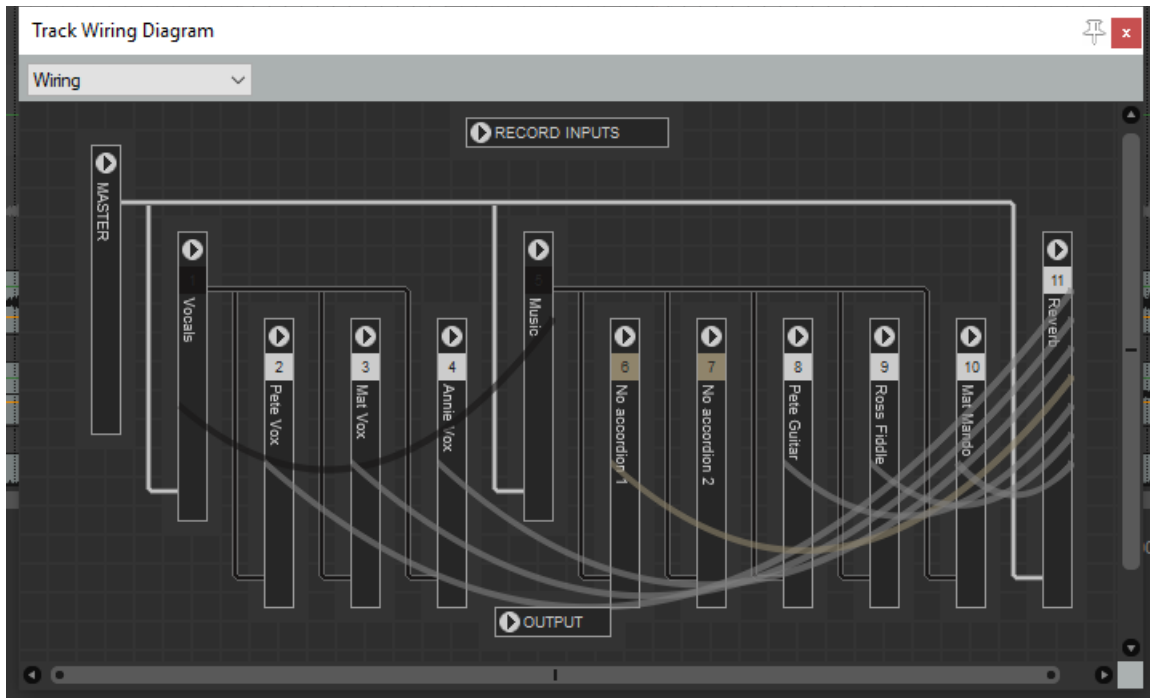 Track Wiring Diagram
x
Wiring
RECORD INPUTS
MASTER
1
Vocals
2
Pete Vox
3
Mat Vox
4
Annie Vox
5
Music
6
No accordion 1
7
No accordion 2
8
Pete Guitar
9
Ross Fiddle
10
Mat Mando
11
Reverb
OUTPUT